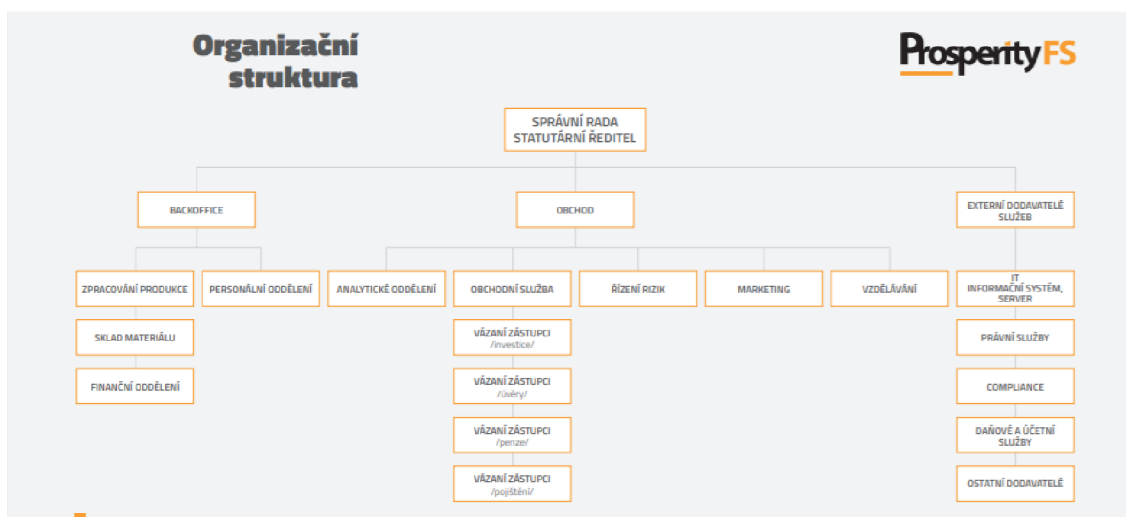 Organizační
struktura
Prosperity FS
SPRÁVNÍ RADA
STATUTÁRNÍ ŘEDITEL
BACKOFFICE
OBCHOD
EXTERNÍ DODAVATELÉ
SLUŽEB
ZPRACOVÁNÍ PRODUKCE
PERSONÁLNÍ ODDĚLENÍ
ANALYTICKÉ ODDĚLENÍ
OBCHODNÍ SLUŽBA
ŘÍZENÍ RIZIK
MARKETING
VZDĚLÁVÁNÍ
IT
INFORMAČNÍ SYSTÉM,
SERVER
SKLAD MATERIÁLU
VÁZANÍ ZÁSTUPCI
/investice/
PRÁVNÍ SLUŽBY
FINANČNÍ ODDĚLENÍ
VÁZANÍ ZÁSTUPCI
/úvěry/
COMPLIANCE
VÁZANÍ ZÁSTUPCI
/penze/
DAŇOVÉ A ÚČETNÍ
SLUŽBY
VÁZANÍ ZÁSTUPCI
/pojištění/
OSTATNÍ DODAVATELÉ